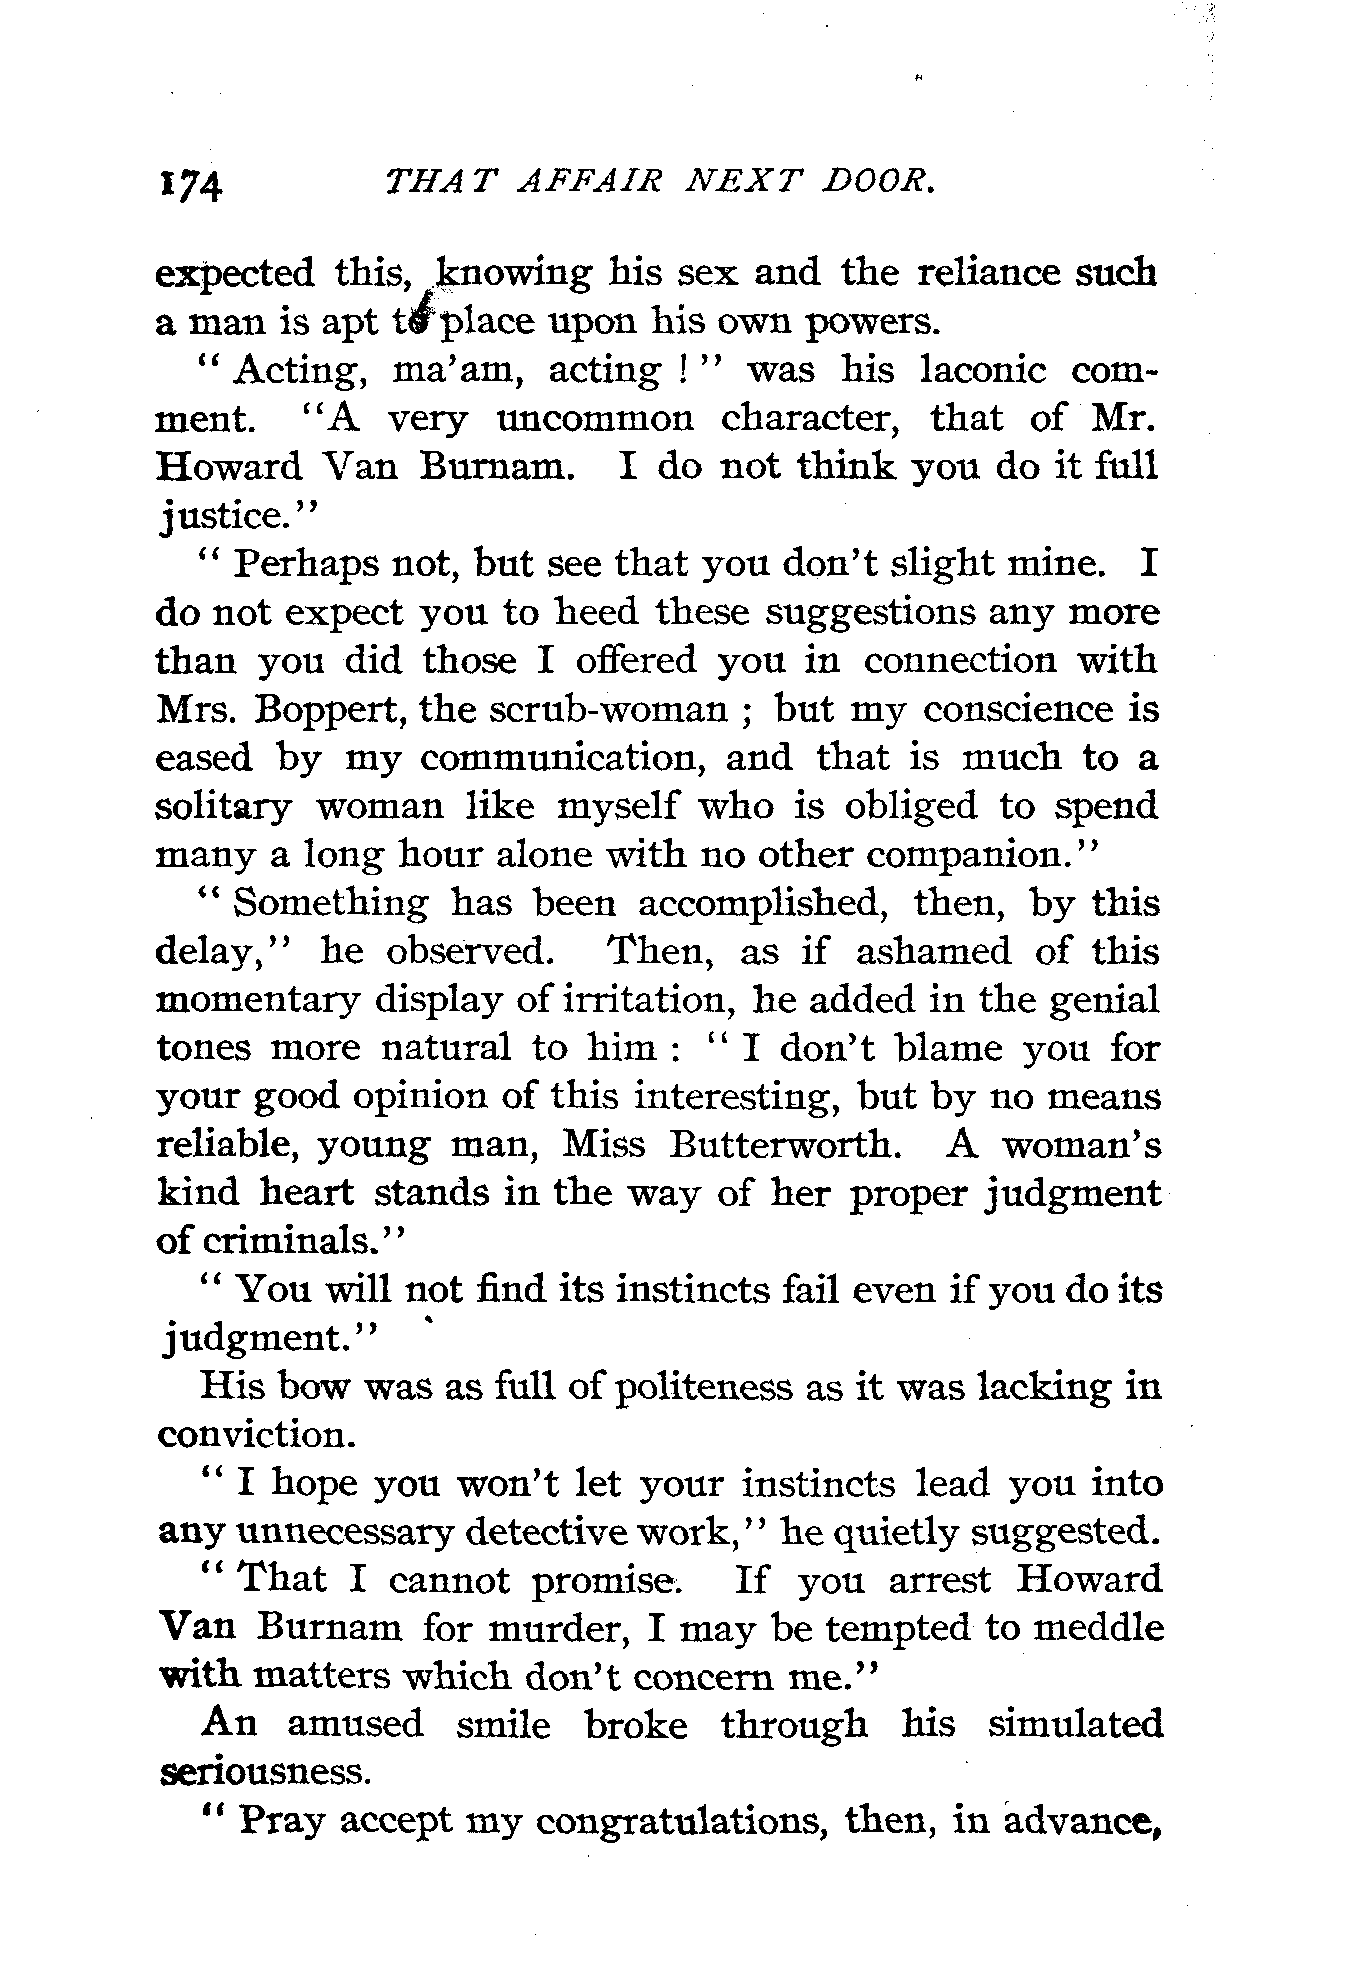 174 THAT AFFAIR NEXT DOOR.
expected this, knowing his sex and the reliance such
a man is apt to place upon his own powers.
“ Acting, ma’am, acting ! ” was his laconic com-
ment. “A very uncommon character, that of Mr.
Howard Van Burnam. I do not think you do it full
justice.”
“ Perhaps not, but see that you don’t slight mine. I
do not expect you to heed these suggestions any more
than you did those I offered you in connection with
Mrs. Boppert, the scrub-woman ; but my conscience is
eased by my communication, and that is much to a
solitary woman like myself who is obliged to spend
many a long hour alone with no other companion.”
“ Something has been accomplished, then, by this
delay,” he observed. Then, as if ashamed of this
momentary display of irritation, he added in the genial
tones more natural to him : “ I don’t blame you for
your good opinion of this interesting, but by no means
reliable, young man, Miss Butterworth. A woman’s
kind heart stands in the way of her proper judgment
of criminals.”
“ You will not find its instincts fail even if you do its
judgment.”
His bow was as full of politeness as it was lacking in
conviction.
“ I hope you won’t let your instincts lead you into
any unnecessary detective work,” he quietly suggested.
“ That I cannot promise. If you arrest Howard
Van Burnam for murder, I may be tempted to meddle
with matters which don’t concern me.”
An amused smile broke through his simulated
seriousness.
“ Pray accept my congratulations, then, in advance,